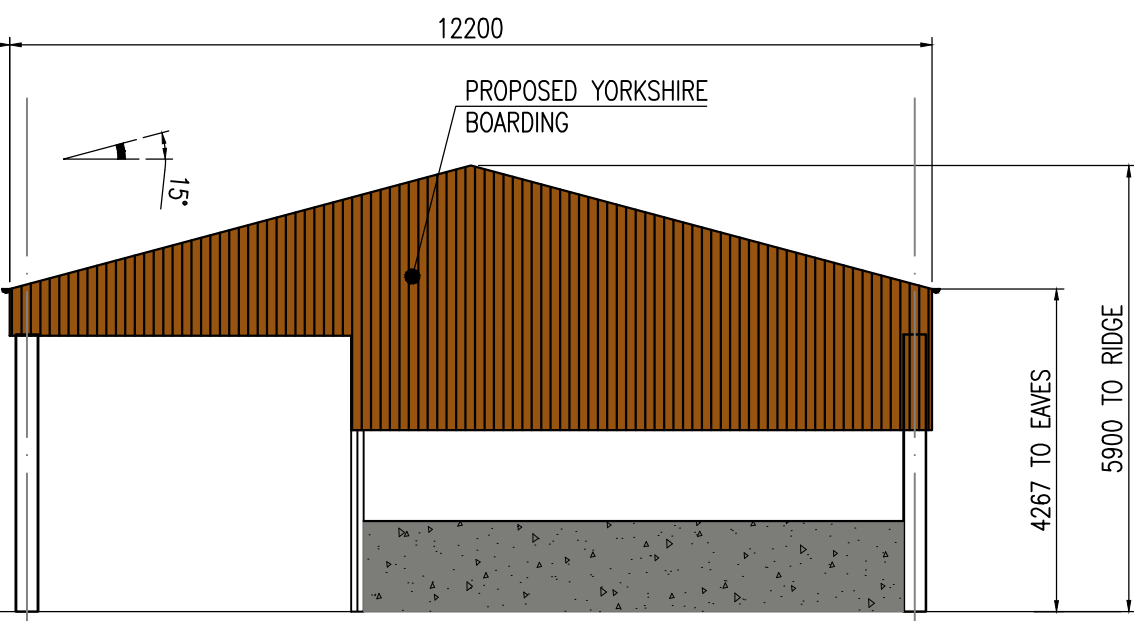 12200
PROPOSED YORKSHIRE
BOARDING
15°
4267 TO EAVES
5900 TO RIDGE